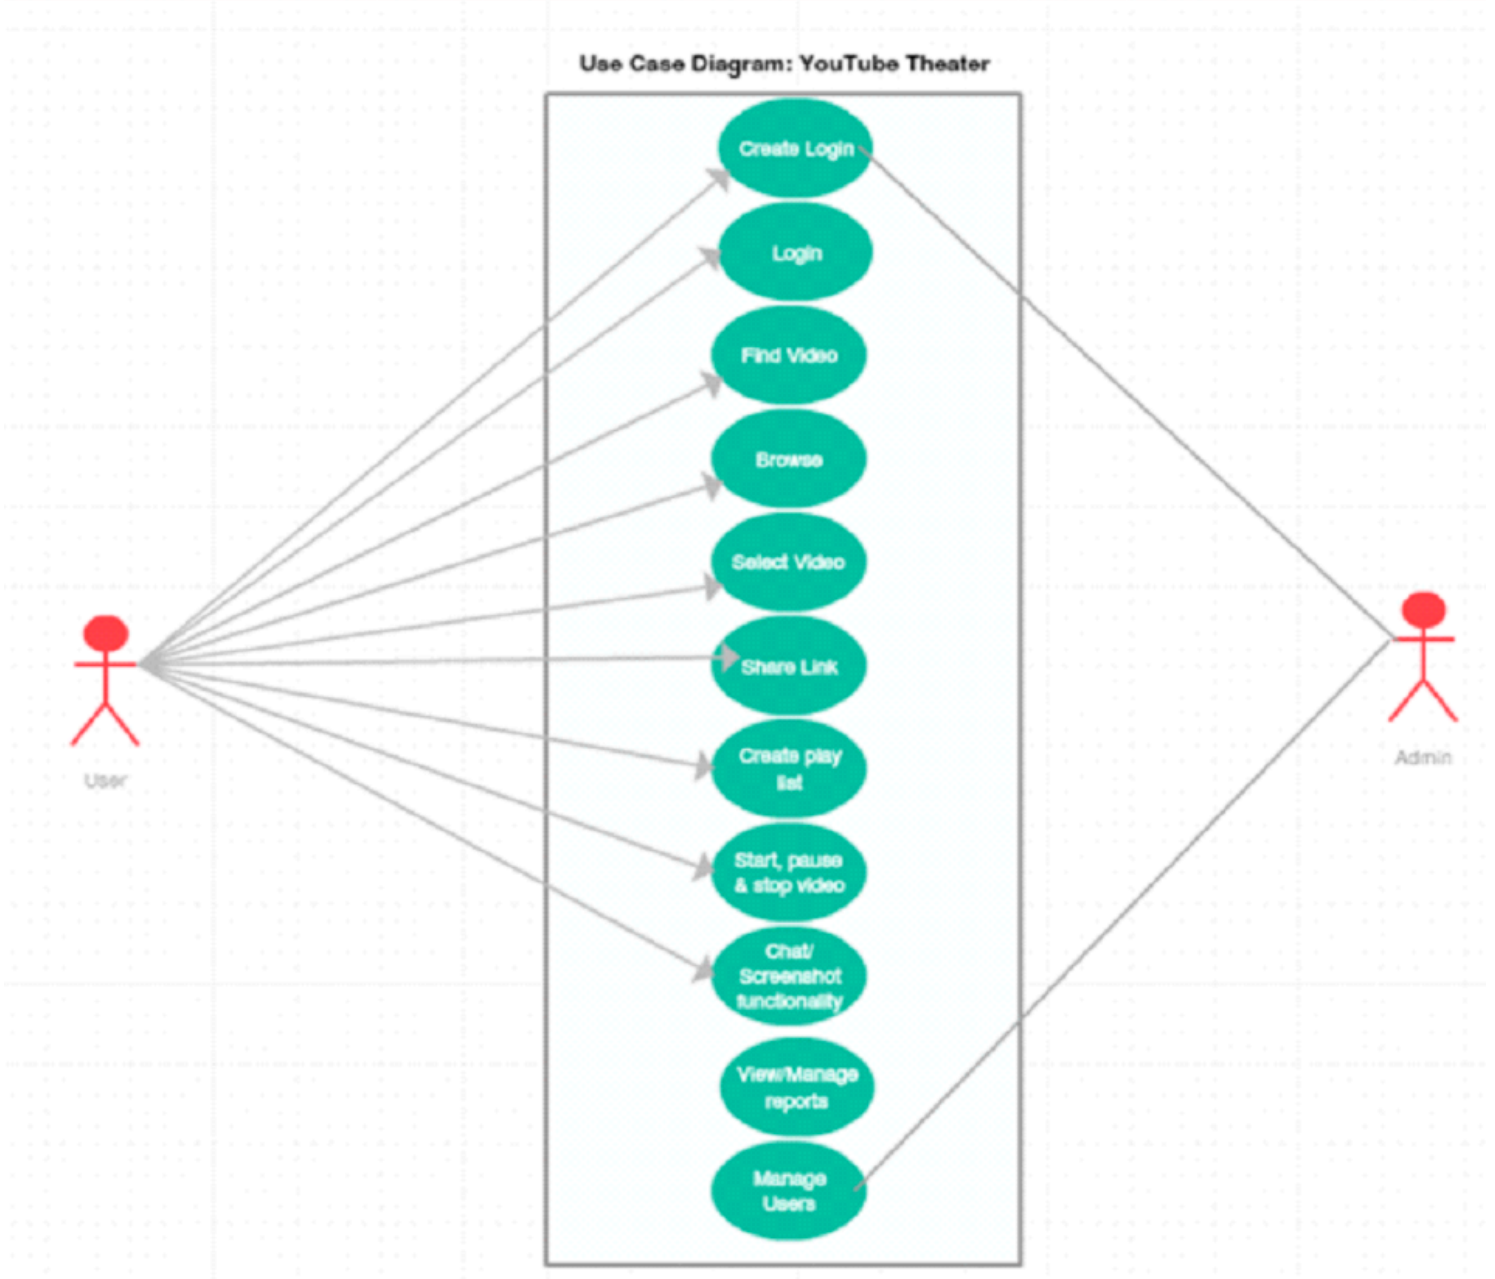 Use Case Diagram: YouTube Theater
Create Login
Login
Find Video
Browse
Select Video
Share Link
Create play
list
Start, pause
& stop video
Chat/
Screenshot
functionality
View/Manage
reports
Manage
Users
User
Admin